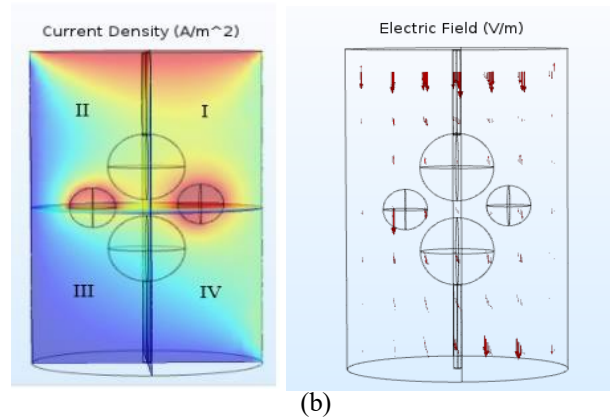 Current Density (A/m^2)
Electric Field (V/m)
II
I
III
IV
(b)